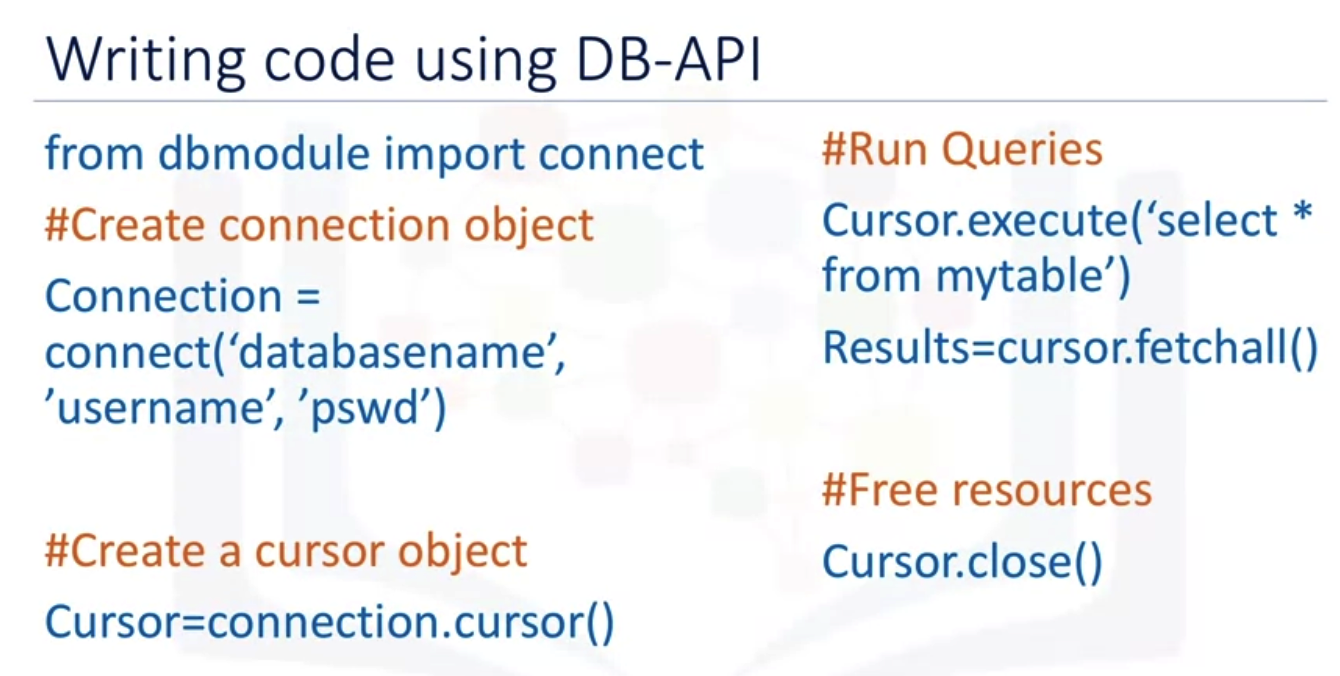 Writing code using DB-API
from dbmodule import connect
#Create connection object
Connection =
connect(‘databasename’,
’username’, ’pswd’)
#Create a cursor object
Cursor=connection.cursor()
#Run Queries
Cursor.execute(‘select *
from mytable’)
Results=cursor.fetchall()
#Free resources
Cursor.close()